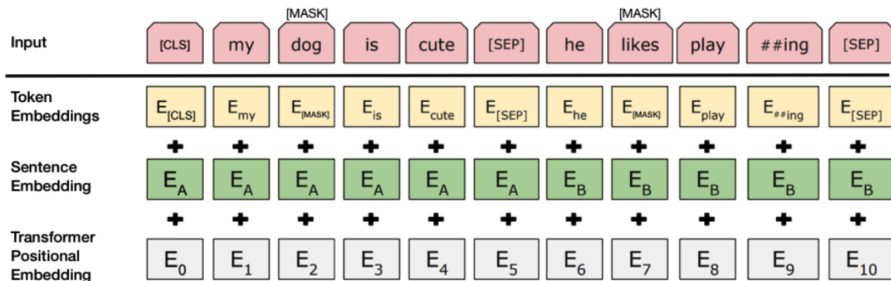 [MASK] [MASK]
Input [CLS] my dog is cute [SEP] he likes play ##ing [SEP]
Token
Embeddings
E[CLS] Emy E[MASK] Eis Ecute E[SEP] Ehe E[MASK] Eplay E##ing E[SEP]
+ + + + + + + + + + +
Sentence
Embedding
EA EA EA EA EA EA EB EB EB EB EB
+ + + + + + + + + + +
Transformer
Positional
Embedding
E0 E1 E2 E3 E4 E5 E6 E7 E8 E9 E10